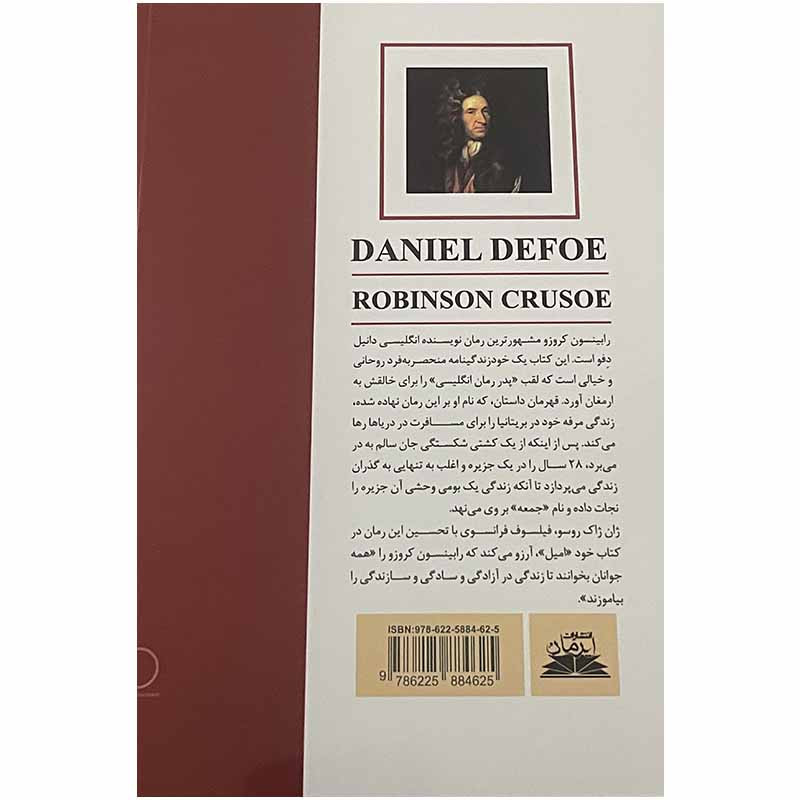 DANIEL DEFOE
ROBINSON CRUSOE
رابینسون کروزو مشهورترین رمان نویسنده انگلیسی دانیل
دِفو است. این کتاب یک خودزندگینامه منحصربه‌فرد روحانی
و خیالی است که لقب «پدر رمان انگلیسی» را برای خالقش به
ارمغان آورد. قهرمان داستان، که نام او بر این رمان نهاده شده،
زندگی مرفه خود در بریتانیا را برای مسافرت در دریاها رها
می‌کند. پس از اینکه از یک کشتی شکستگی جان سالم به در
می‌برد، ۲۸ سال را در یک جزیره و اغلب به تنهایی به گذران
زندگی می‌پردازد تا آنکه زندگی یک بومی وحشی آن جزیره را
نجات داده و نام «جمعه» بر وی می‌نهد.
ژان ژاک روسو، فیلسوف فرانسوی با تحسین این رمان در
کتاب خود «امیل»، آرزو می‌کند که رابینسون کروزو را «همه
جوانان بخوانند تا زندگی در آزادگی و سادگی و سازندگی را
بیاموزند».
ISBN:978-622-5884-62-5
9 786225 884625
انتشارات
آیرمان